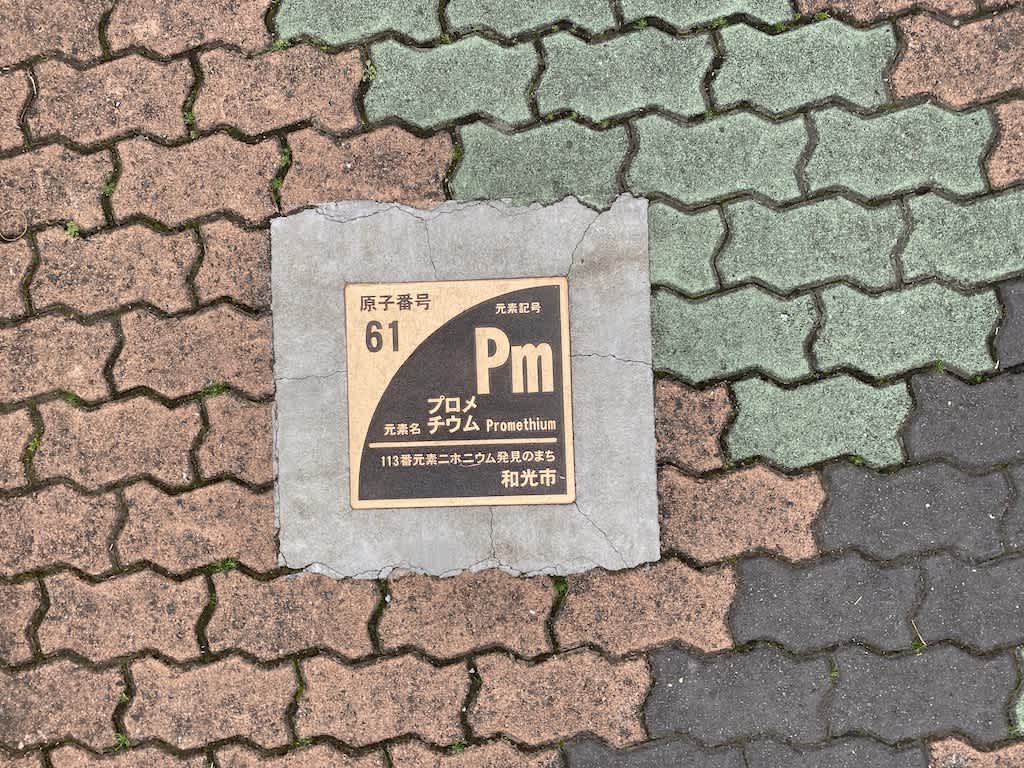 原子番号
61
元素記号
Pm
元素名 プロメ
チウム Promethium
113番元素ニホニウム発見のまち
和光市